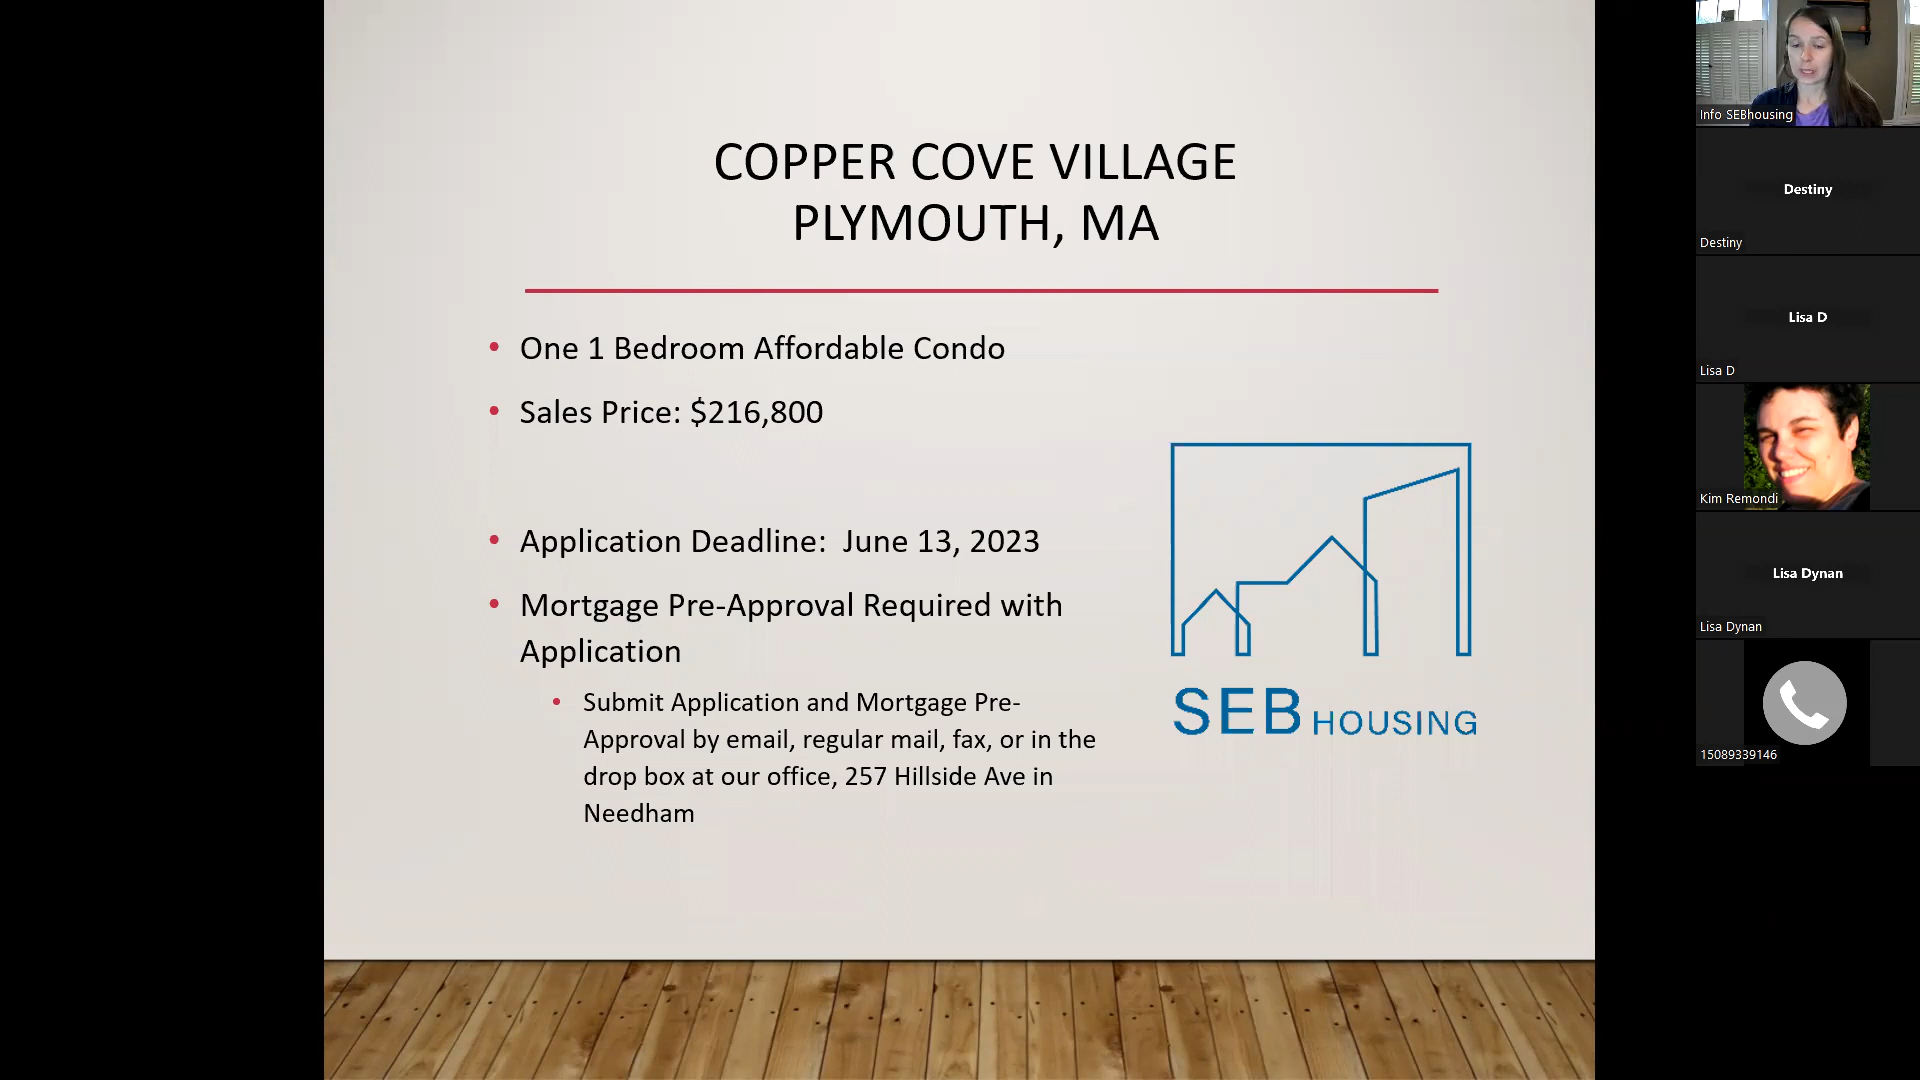 COPPER COVE VILLAGE
PLYMOUTH, MA
• One 1 Bedroom Affordable Condo
• Sales Price: $216,800
• Application Deadline:  June 13, 2023
• Mortgage Pre-Approval Required with
Application
• Submit Application and Mortgage Pre-
Approval by email, regular mail, fax, or in the
drop box at our office, 257 Hillside Ave in
Needham
SEB HOUSING
Info SEBhousing
Destiny
Destiny
Lisa D
Lisa D
Kim Remondi
Lisa Dynan
Lisa Dynan
15089339146